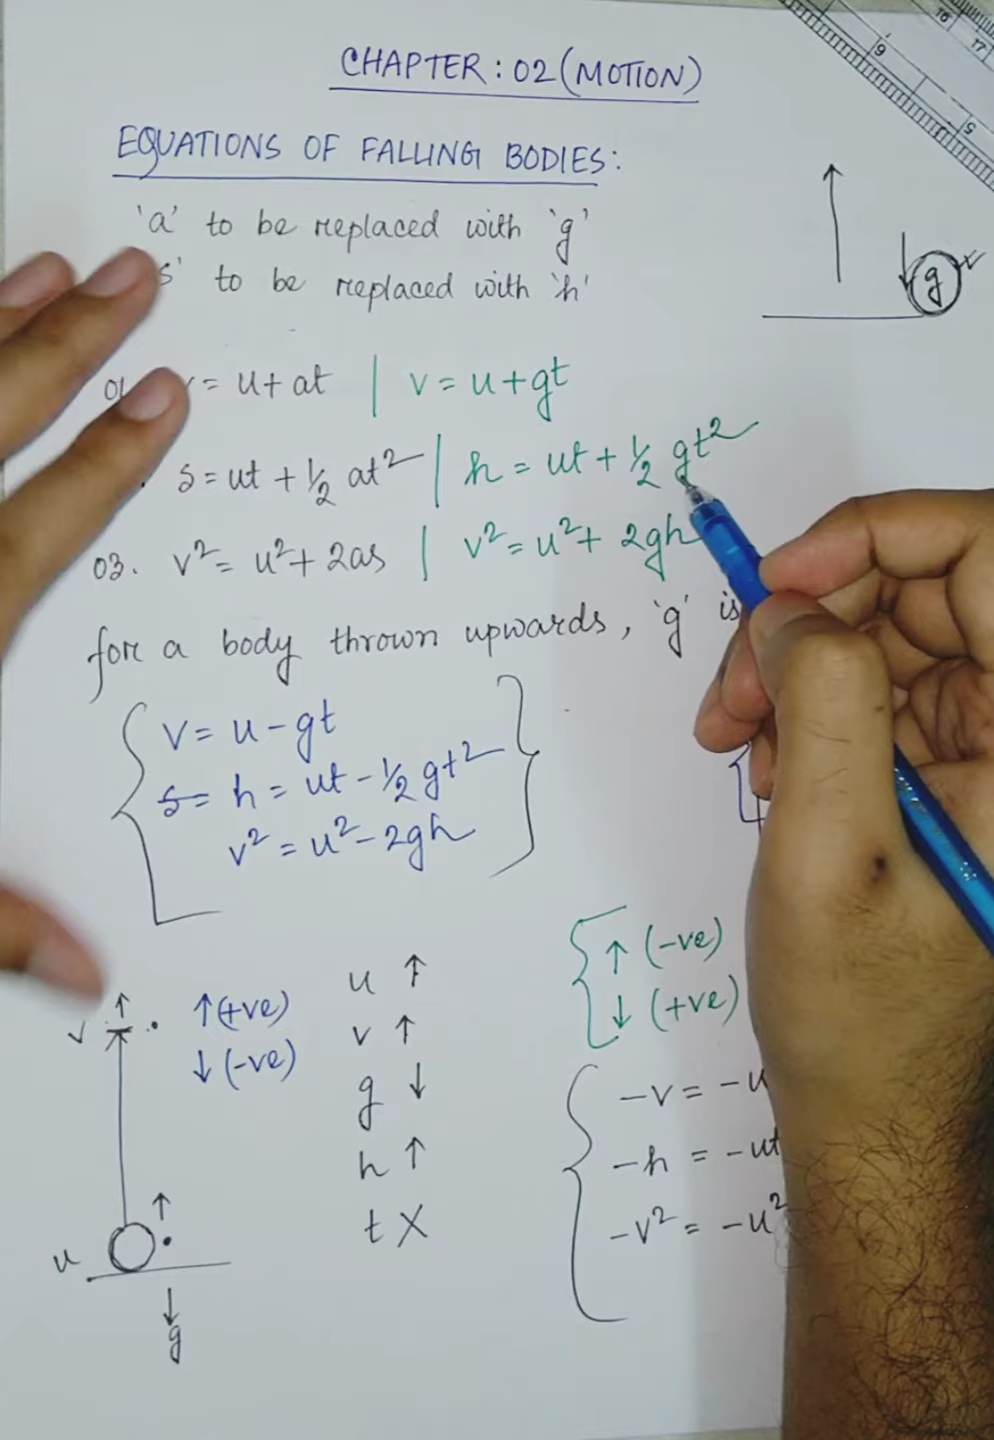 CHAPTER: 02 (MOTION)
EQUATIONS OF FALLING BODIES:
'a' to be replaced with 'g'
s' to be replaced with 'h'
g
= u + at | v = u + gt
s = ut + 1/2 at² | h = ut + 1/2 gt²
03. v² = u² + 2as | v² = u² + 2gh
for a body thrown upwards, 'g' is
v = u - gt
s = h = ut - 1/2 gt²
v² = u² - 2gh
↑ (-ve)
↓ (+ve)
v
↑ (+ve)
↓ (-ve)
u ↑
v ↑
g ↓
h ↑
t X
-v = -u
-h = -ut
-v² = -u²
u
g